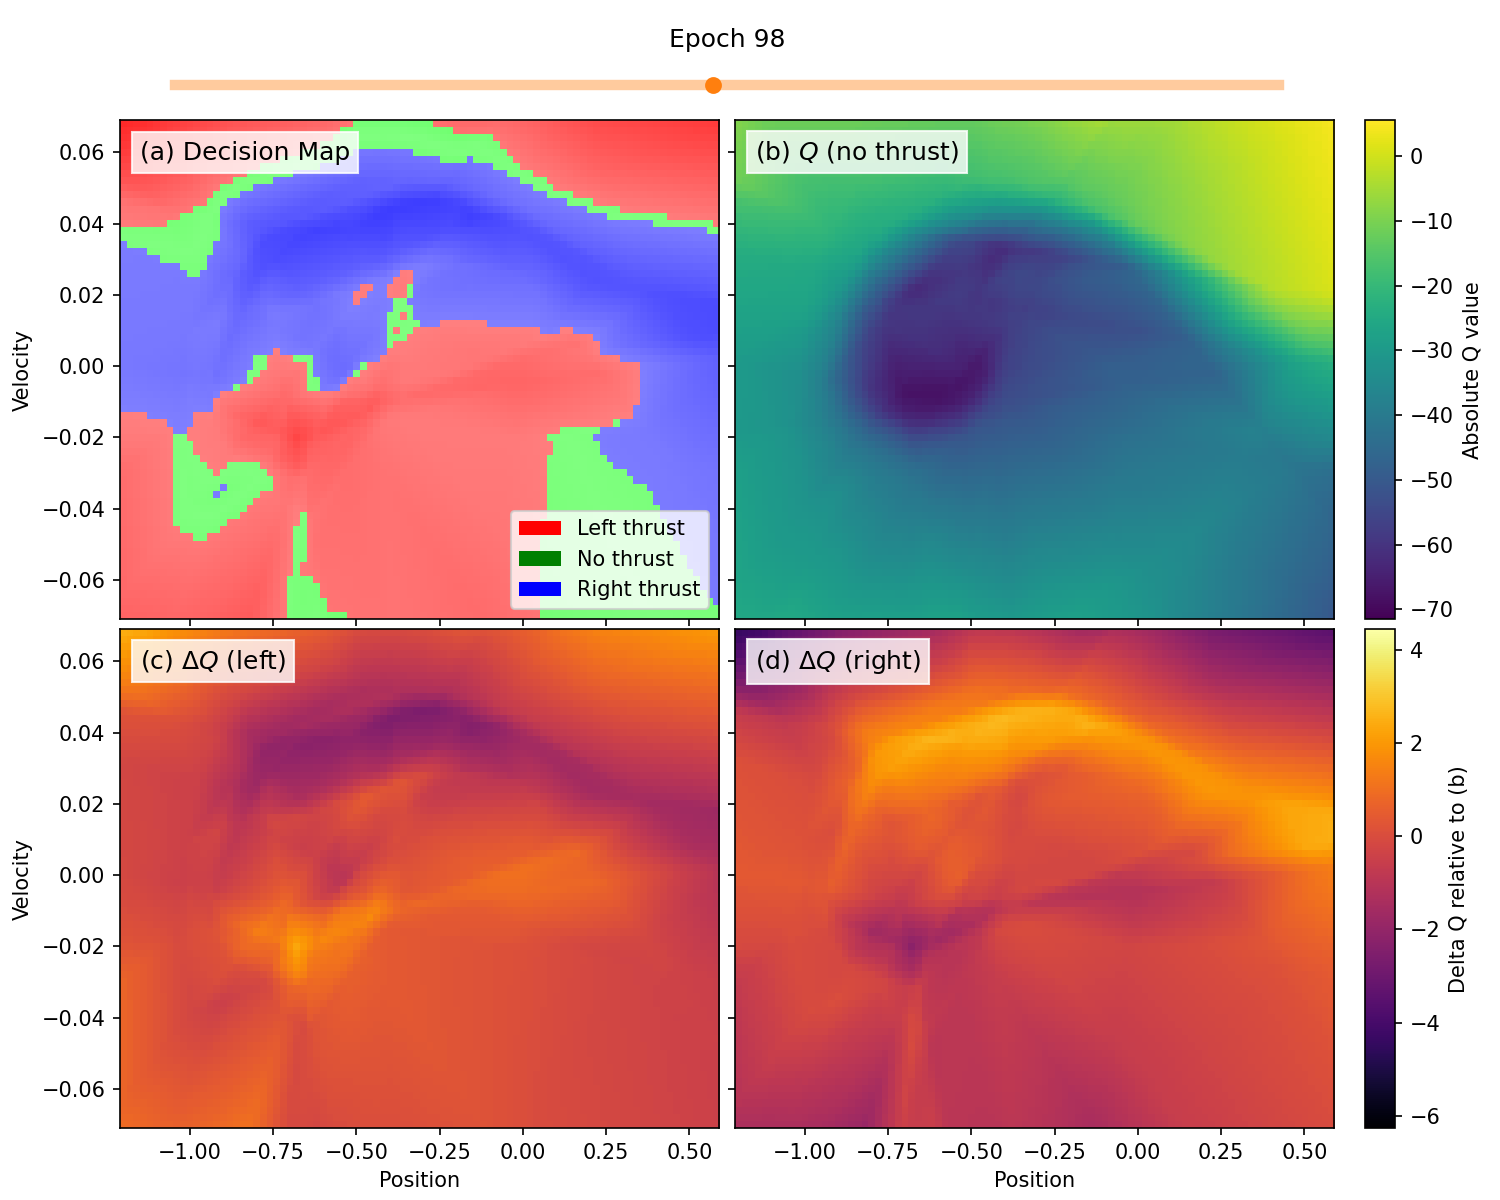 Epoch 98
(a) Decision Map
(b) Q (no thrust)
0.06
0.04
0.02
0.00
−0.02
−0.04
−0.06
Velocity
Left thrust
No thrust
Right thrust
0
−10
−20
−30
−40
−50
−60
−70
Absolute Q value
(c) ΔQ (left)
(d) ΔQ (right)
0.06
0.04
0.02
0.00
−0.02
−0.04
−0.06
Velocity
4
2
0
−2
−4
−6
Delta Q relative to (b)
−1.00 −0.75 −0.50 −0.25 0.00 0.25 0.50
Position
−1.00 −0.75 −0.50 −0.25 0.00 0.25 0.50
Position